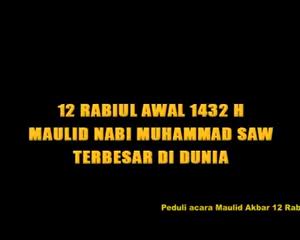 12 RABIUL AWAL 1432 H
MAULID NABI MUHAMMAD SAW
TERBESAR DI DUNIA
Peduli acara Maulid Akbar 12 Rab